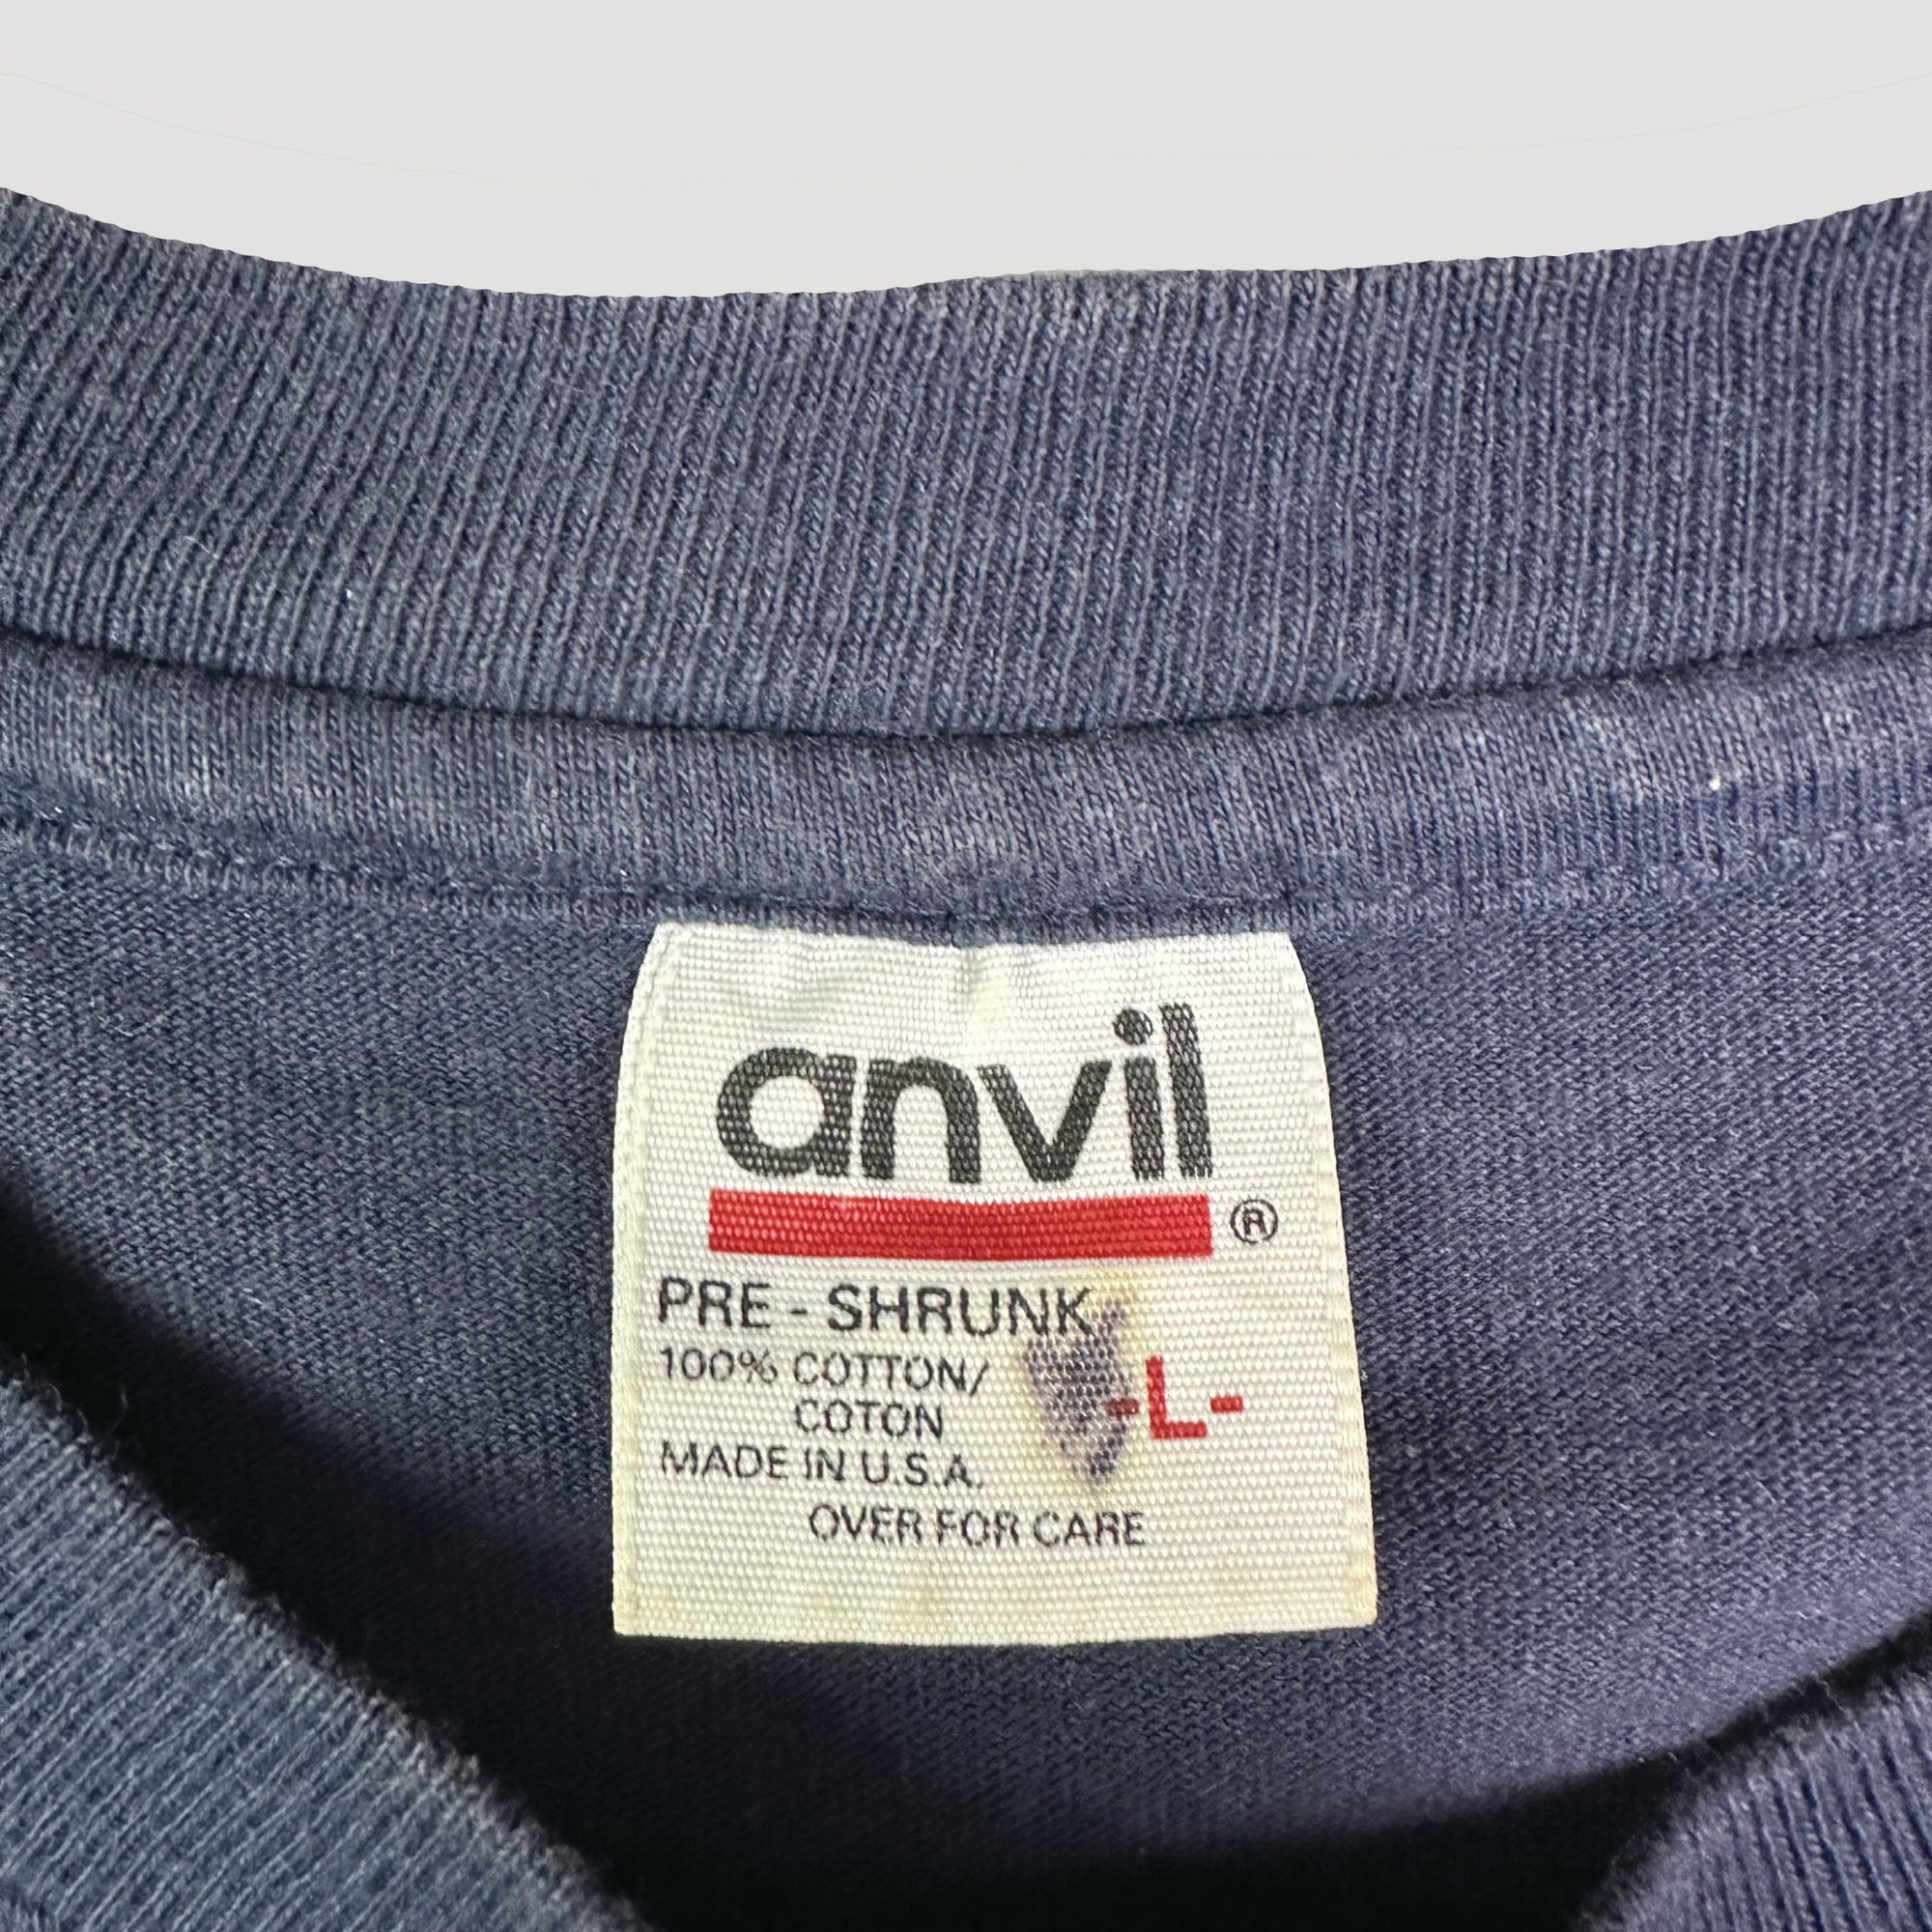 anvil
®
PRE - SHRUNK
100% COTTON/
COTON
-L-
MADE IN U.S.A.
OVER FOR CARE